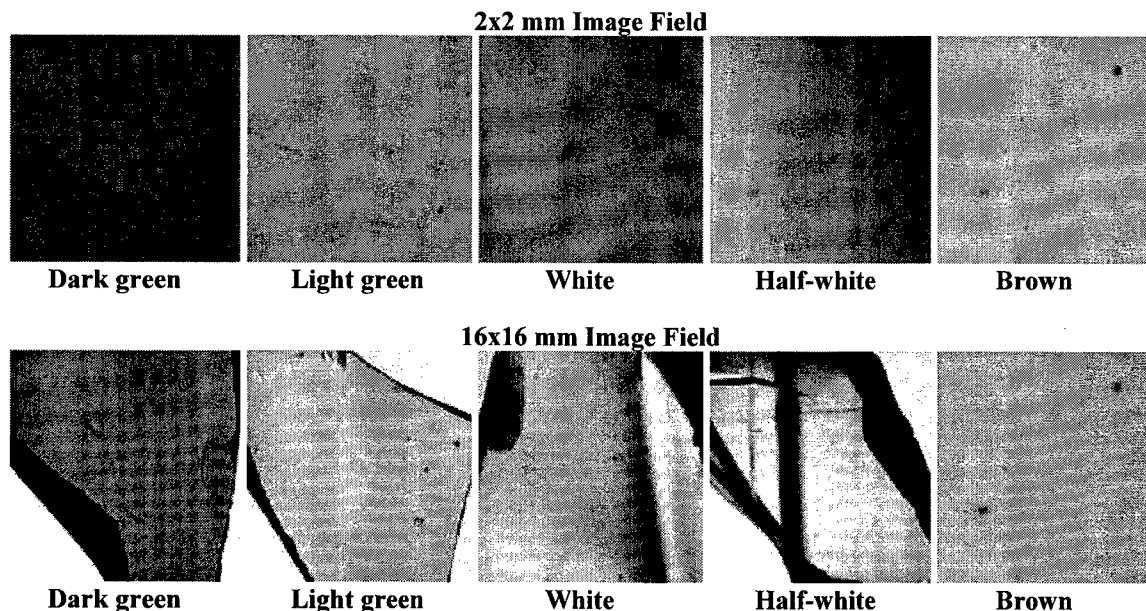 2x2 mm Image Field
Dark green Light green White Half-white Brown
16x16 mm Image Field
Dark green Light green White Half-white Brown